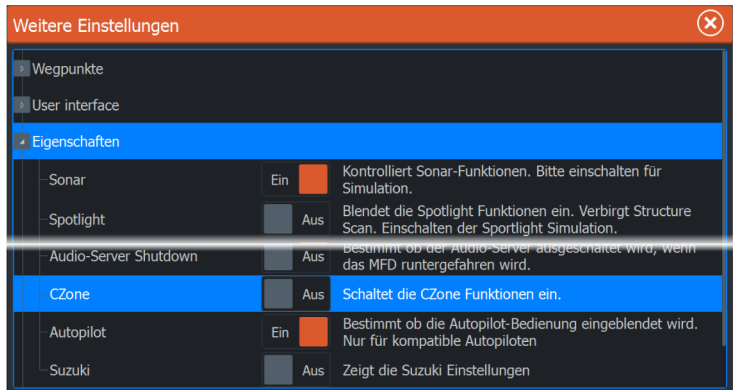 Weitere Einstellungen
Wegpunkte
User interface
Eigenschaften
Sonar
Ein
Kontrolliert Sonar-Funktionen. Bitte einschalten für
Simulation.
Spotlight
Aus
Blendet die Spotlight Funktionen ein. Verbirgt Structure
Scan. Einschalten der Sportlight Simulation.
Audio-Server Shutdown
Aus
Bestimmt ob der Audio-Server ausgeschaltet wird, wenn
das MFD runtergefahren wird.
CZone
Aus
Schaltet die CZone Funktionen ein.
Autopilot
Ein
Bestimmt ob die Autopilot-Bedienung eingeblendet wird.
Nur für kompatible Autopiloten
Suzuki
Aus
Zeigt die Suzuki Einstellungen